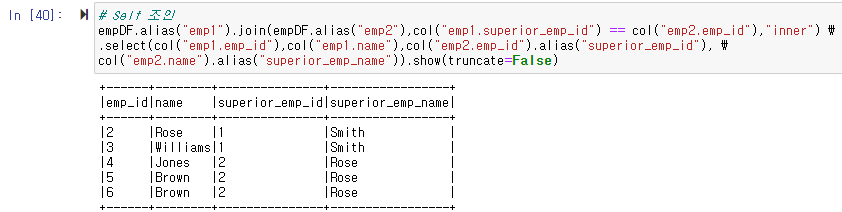 In [40]:
# Self 조인
empDF.alias("emp1").join(empDF.alias("emp2"),col("emp1.superior_emp_id") == col("emp2.emp_id"),"inner") ₩
.select(col("emp1.emp_id"),col("emp1.name"),col("emp2.emp_id").alias("superior_emp_id"), ₩
col("emp2.name").alias("superior_emp_name")).show(truncate=False)
+------+--------+---------------+-----------------+
|emp_id|name    |superior_emp_id|superior_emp_name|
+------+--------+---------------+-----------------+
|2     |Rose    |1              |Smith            |
|3     |Williams|1              |Smith            |
|4     |Jones   |2              |Rose             |
|5     |Brown   |2              |Rose             |
|6     |Brown   |2              |Rose             |
+------+--------+---------------+-----------------+